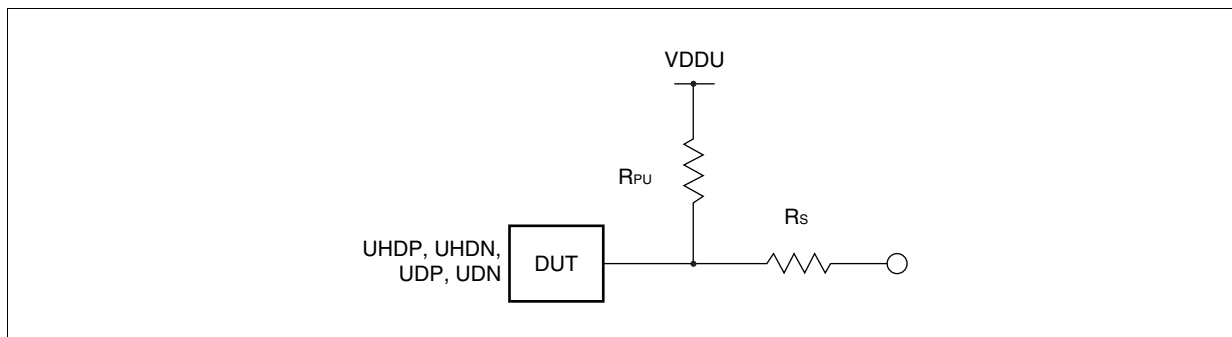 VDDU
RPU
RS
UHDP, UHDN,
UDP, UDN
DUT